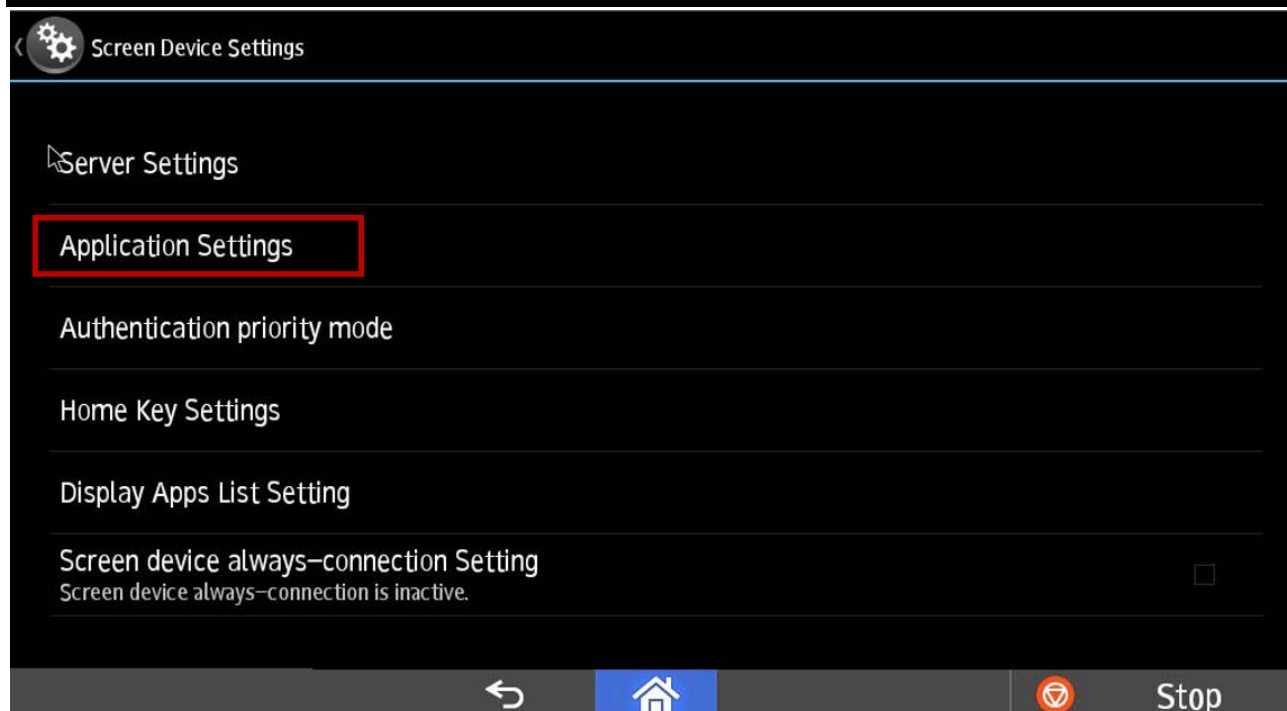 Screen Device Settings
Server Settings
Application Settings
Authentication priority mode
Home Key Settings
Display Apps List Setting
Screen device always-connection Setting
Screen device always-connection is inactive.
Stop